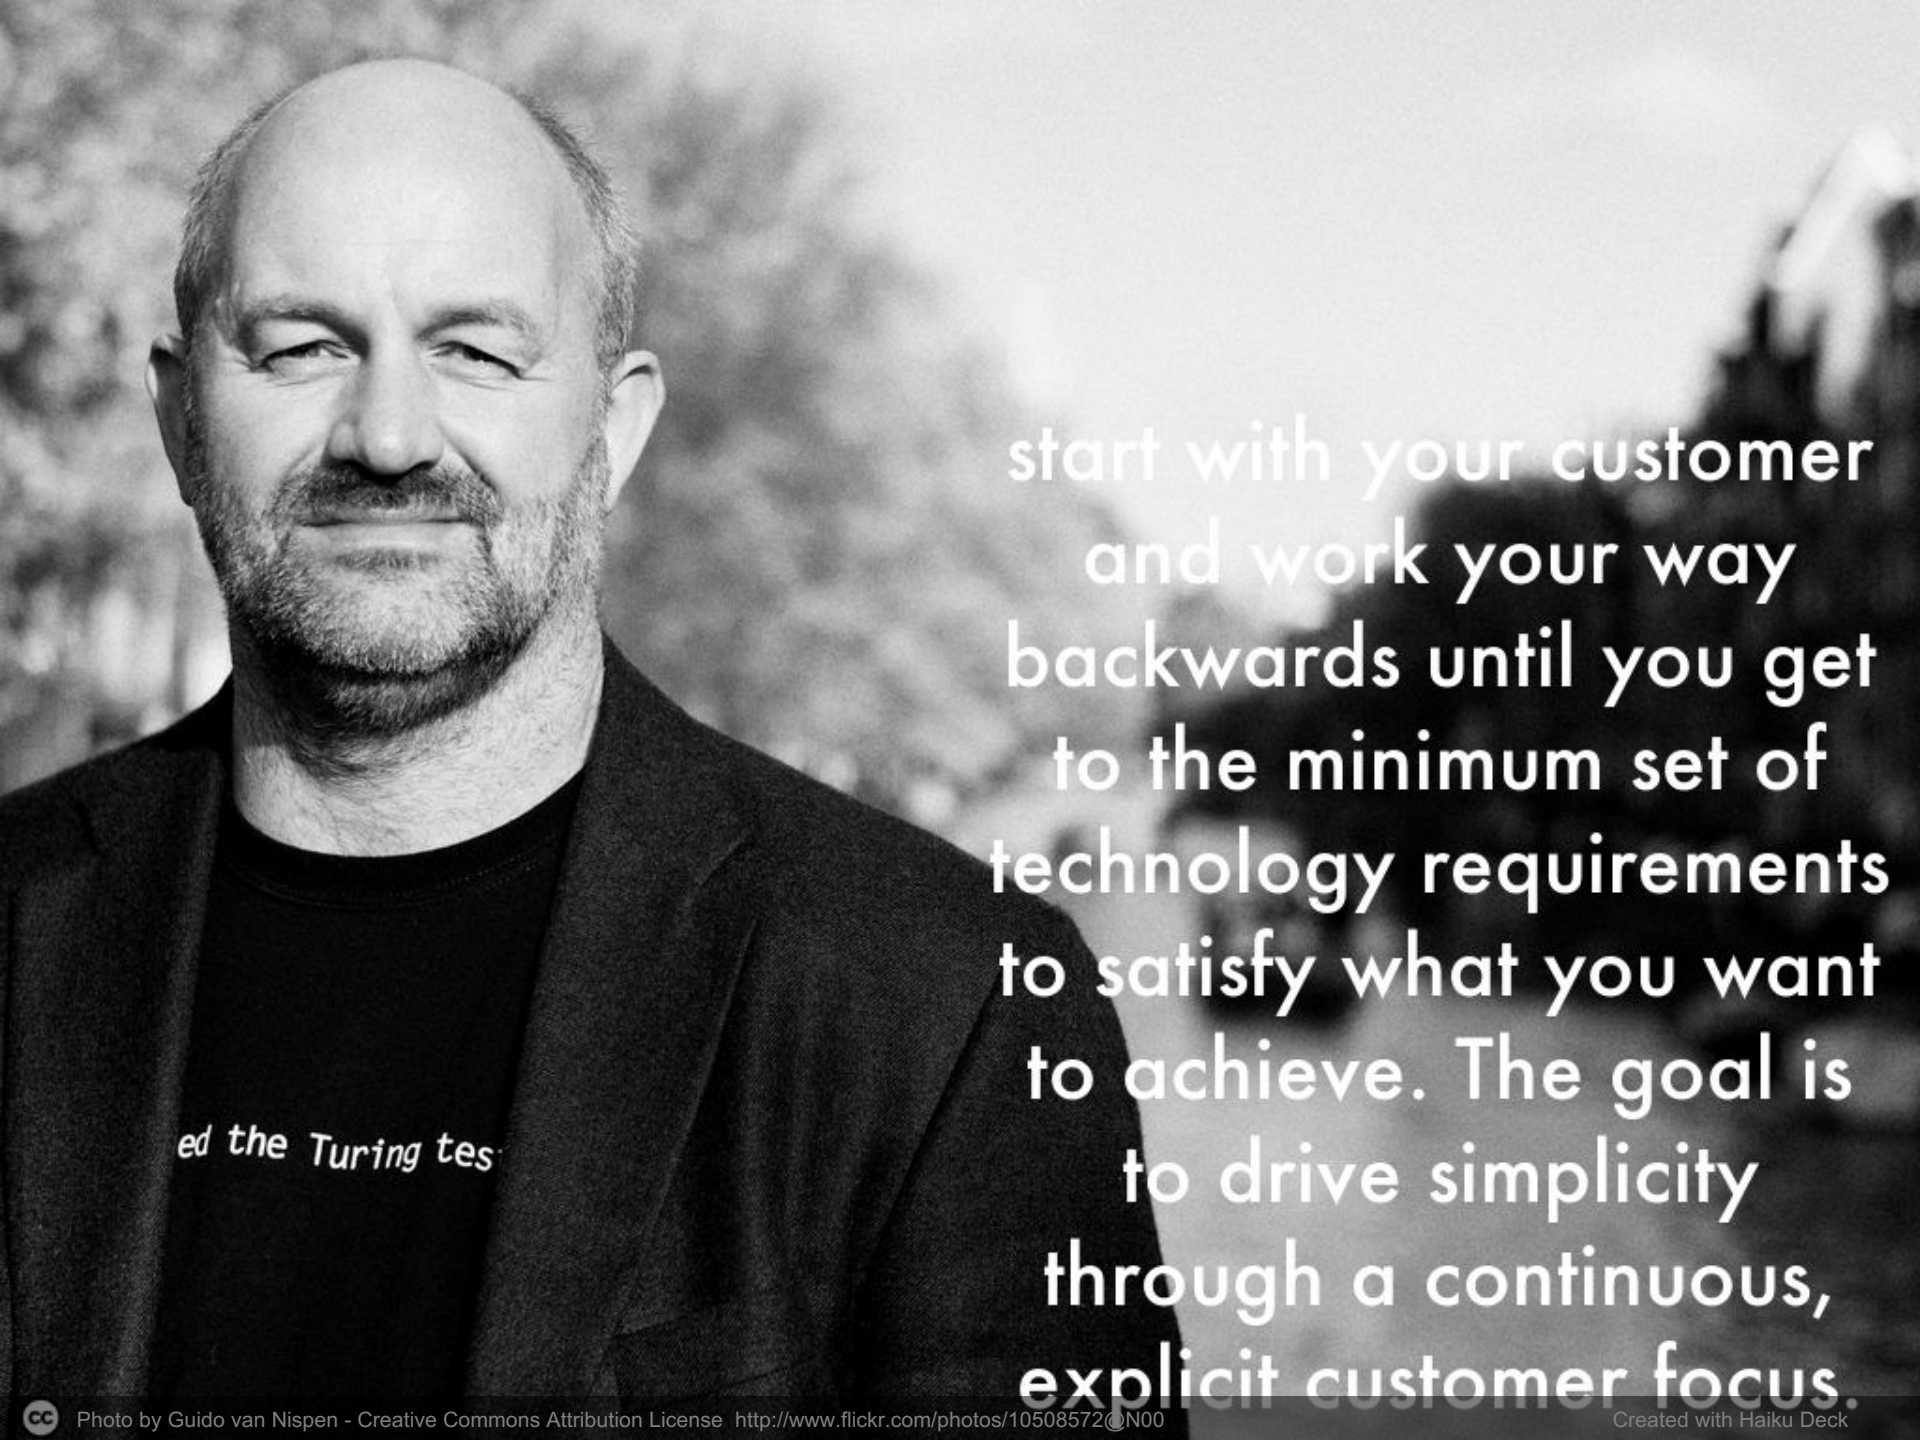 start with your customer
and work your way
backwards until you get
to the minimum set of
technology requirements
to satisfy what you want
to achieve. The goal is
to drive simplicity
through a continuous,
explicit customer focus.
ed the Turing tes
cc Photo by Guido van Nispen - Creative Commons Attribution License http://www.flickr.com/photos/10508572@N00
Created with Haiku Deck